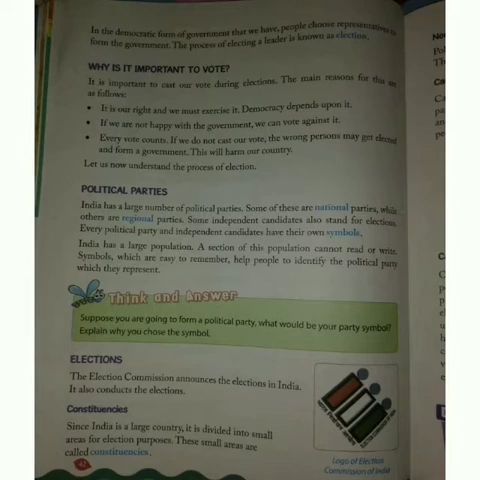 In the democratic form of government that we have, people choose representatives to
form the government. The process of electing a leader is known as election.
WHY IS IT IMPORTANT TO VOTE?
It is important to cast our vote during elections. The main reasons for this are
as follows:
• It is our right and we must exercise it. Democracy depends upon it.
• If we are not happy with the government, we can vote against it.
• Every vote counts. If we do not cast our vote, the wrong persons may get elected
and form a government. This will harm our country.
Let us now understand the process of election.
POLITICAL PARTIES
India has a large number of political parties. Some of these are national parties, while
others are regional parties. Some independent candidates also stand for elections.
Every political party and independent candidates have their own symbols.
India has a large population. A section of this population cannot read or write.
Symbols, which are easy to remember, help people to identify the political party
which they represent.
Think and Answer
Suppose you are going to form a political party, what would be your party symbol?
Explain why you chose the symbol.
ELECTIONS
The Election Commission announces the elections in India.
It also conducts the elections.
Constituencies
Since India is a large country, it is divided into small
areas for election purposes. These small areas are
called constituencies.
42
Logo of Election
Commission of India